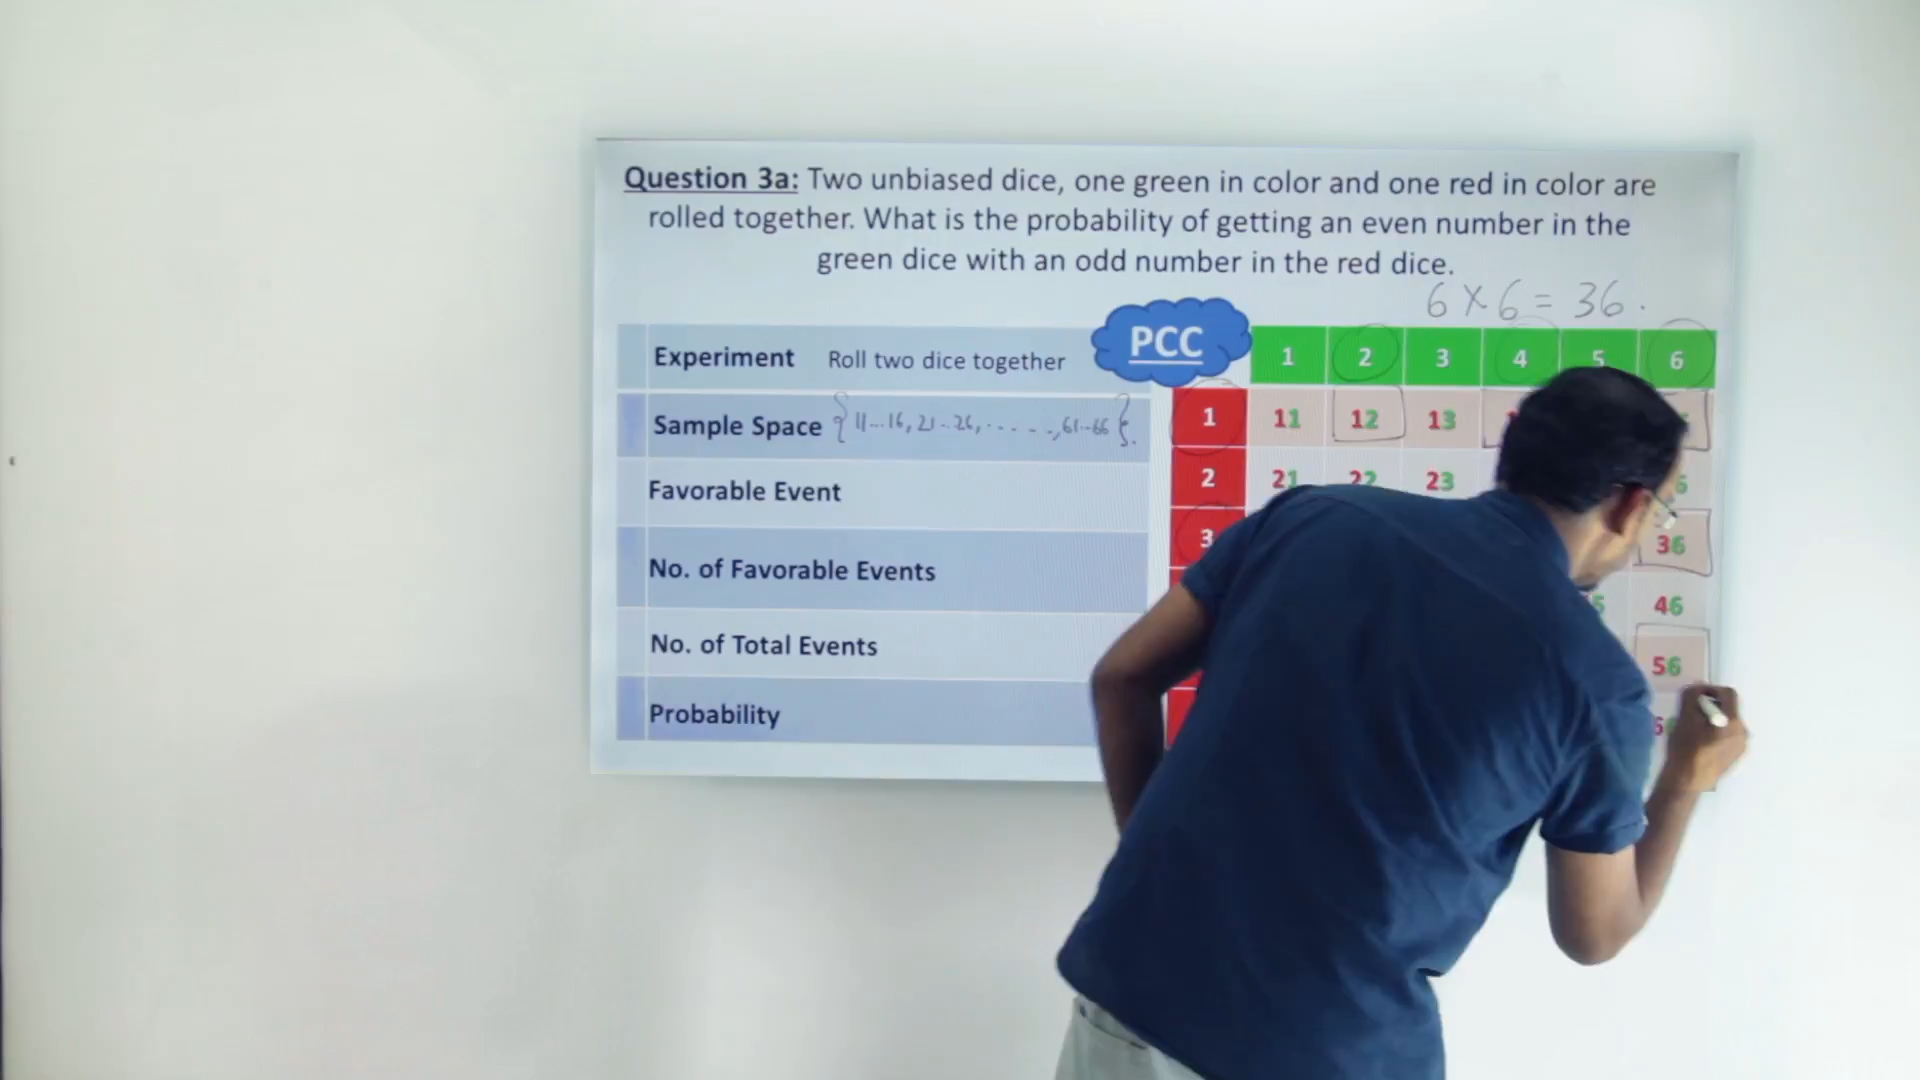 Question 3a: Two unbiased dice, one green in color and one red in color are
rolled together. What is the probability of getting an even number in the
green dice with an odd number in the red dice.
6 X 6 = 36.
PCC
1 2 3 4 5 6
Experiment Roll two dice together
1 11 12 13
Sample Space {11...16, 21..26, ....., 61..66}.
2 21 22 23
Favorable Event
3 36
No. of Favorable Events
46
No. of Total Events
56
Probability